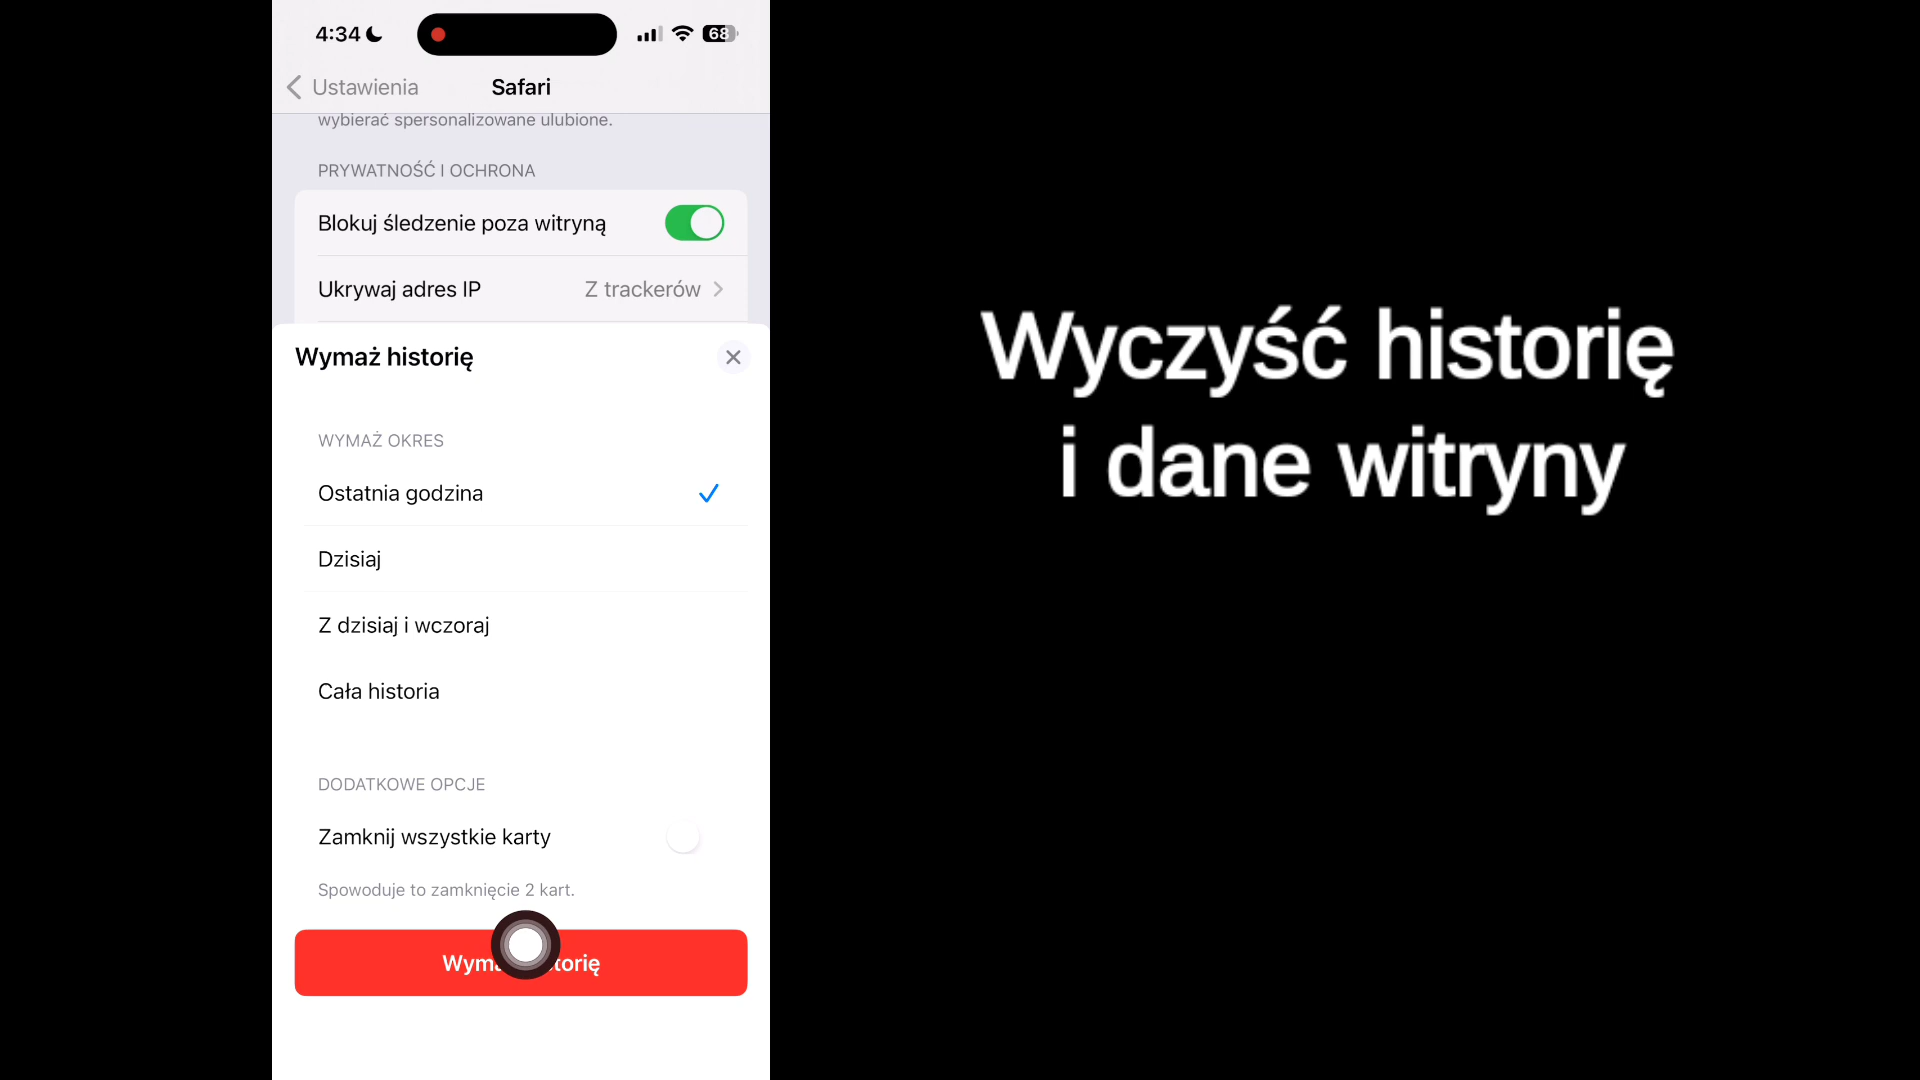 4:34
68
Ustawienia
Safari
wybierać spersonalizowane ulubione.
PRYWATNOŚĆ I OCHRONA
Blokuj śledzenie poza witryną
Ukrywaj adres IP
Z trackerów
Wymaż historię
WYMAŻ OKRES
Ostatnia godzina
Dzisiaj
Z dzisiaj i wczoraj
Cała historia
DODATKOWE OPCJE
Zamknij wszystkie karty
Spowoduje to zamknięcie 2 kart.
Wymaż historię
Wyczyść historię
i dane witryny